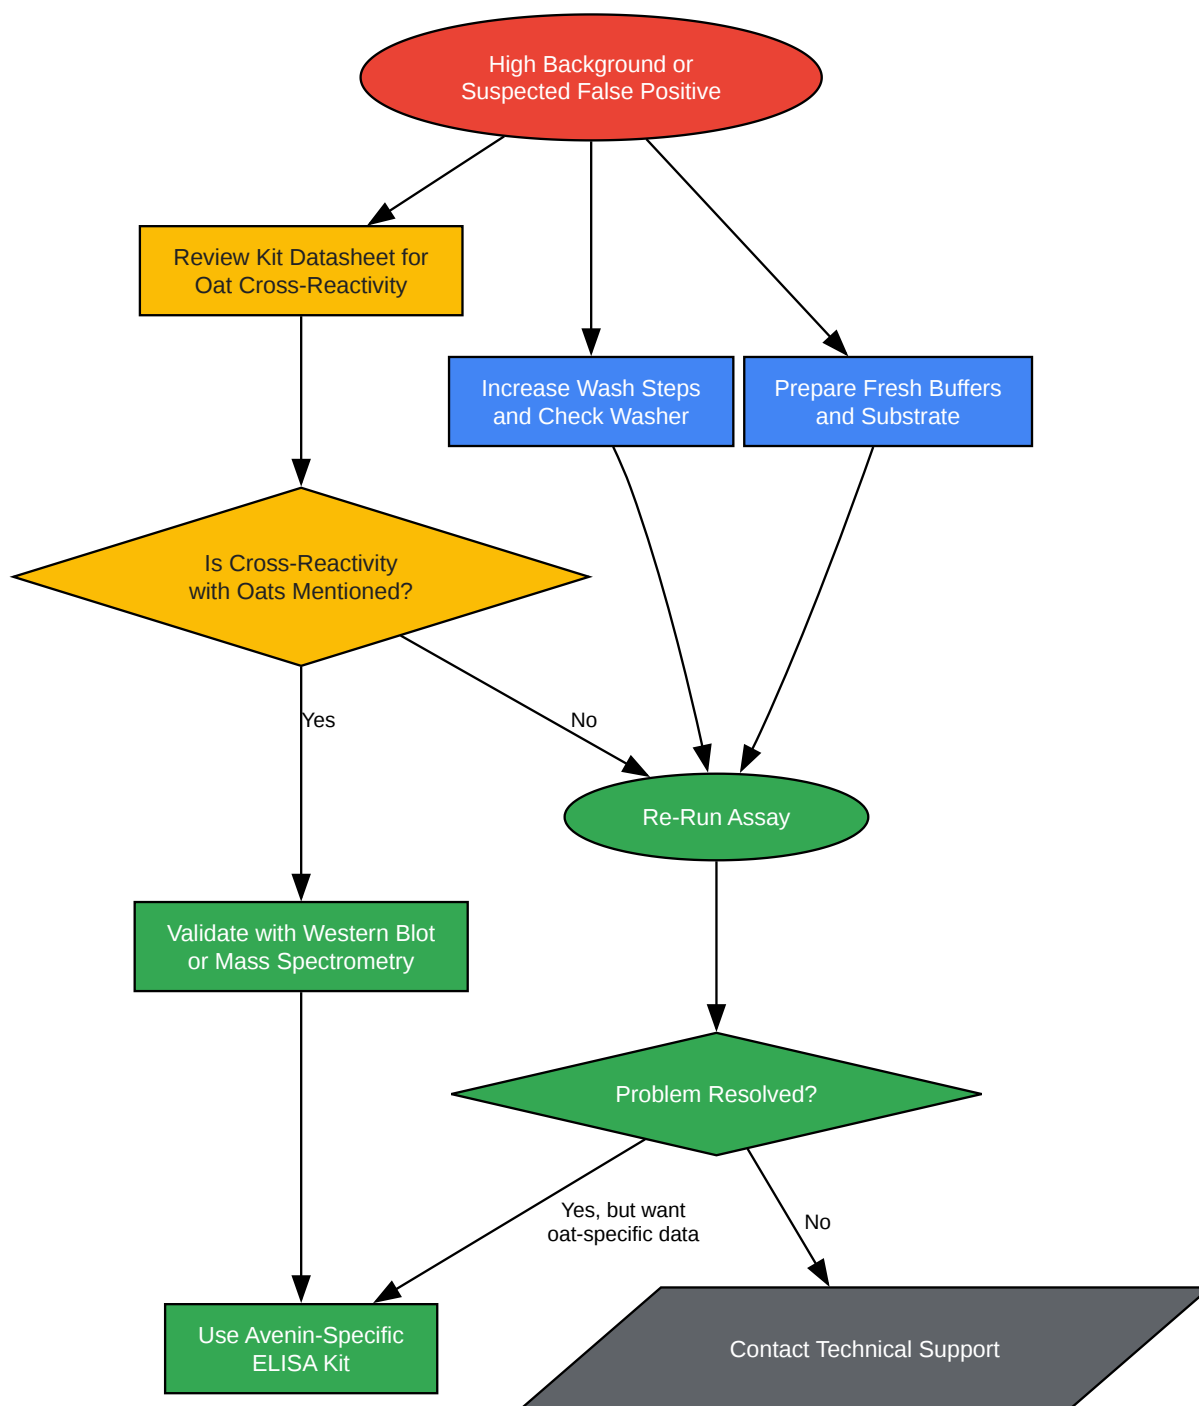 High Background or
Suspected False Positive
Review Kit Datasheet for
Oat Cross-Reactivity
Increase Wash Steps
and Check Washer
Prepare Fresh Buffers
and Substrate
Is Cross-Reactivity
with Oats Mentioned?
Yes
No
Re-Run Assay
Validate with Western Blot
or Mass Spectrometry
Problem Resolved?
Yes, but want
oat-specific data
No
Use Avenin-Specific
ELISA Kit
Contact Technical Support